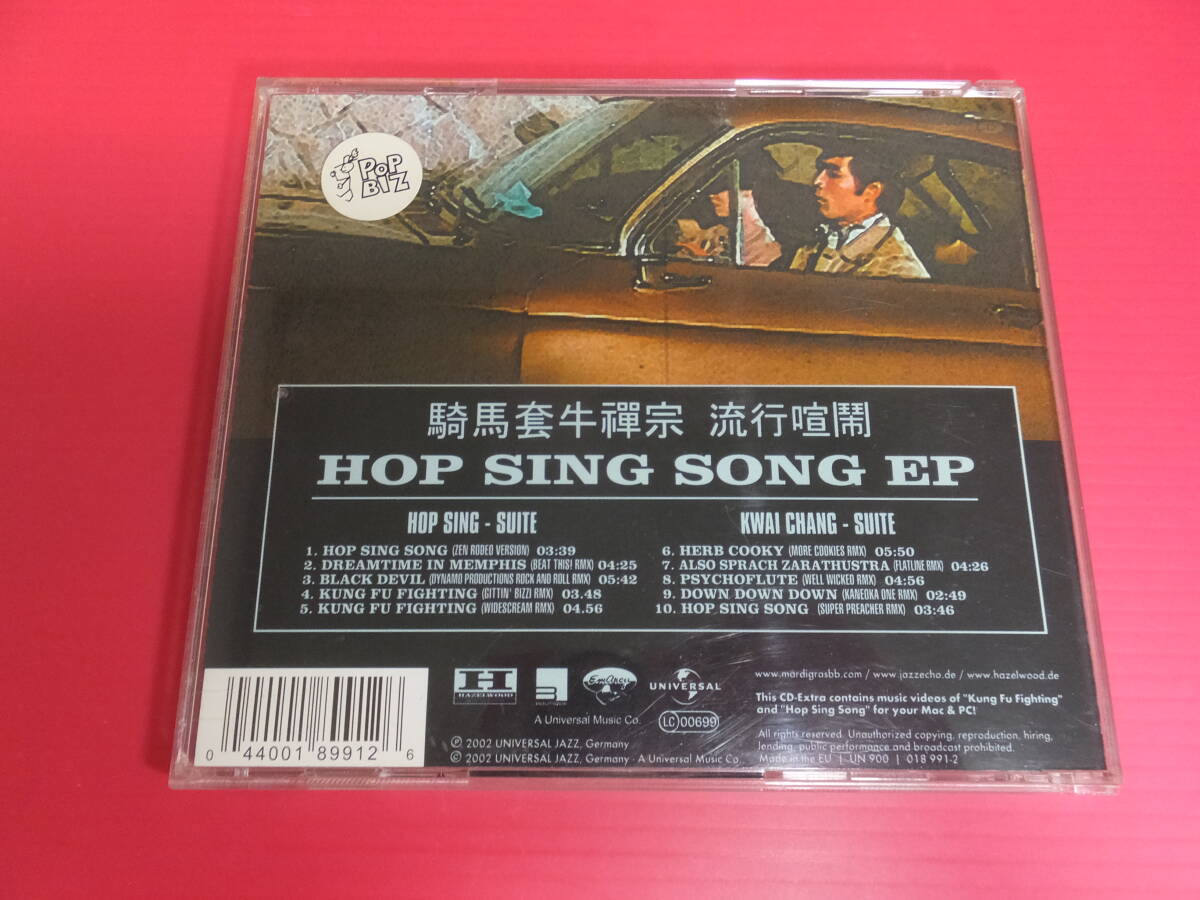 POP
BIZ
騎馬套牛禪宗 流行喧鬧
HOP SING SONG EP
HOP SING - SUITE
1. HOP SING SONG (ZEN RODEO VERSION) 03:39
2. DREAMTIME IN MEMPHIS (BEAT THIS! RMX) 04:25
3. BLACK DEVIL (DYNAMO PRODUCTIONS ROCK AND ROLL RMX) 05:42
4. KUNG FU FIGHTING (GITTIN' BIZZI RMX) 03.48
5. KUNG FU FIGHTING (WIDESCREAM RMX) 04.56
KWAI CHANG - SUITE
6. HERB COOKY (MORE COOKIES RMX) 05:50
7. ALSO SPRACH ZARATHUSTRA (FLATLINE RMX) 04:26
8. PSYCHOFLUTE (WELL WICKED RMX) 04:56
9. DOWN DOWN DOWN (KANEOKA ONE RMX) 02:49
10. HOP SING SONG (SUPER PREACHER RMX) 03:46
0 44001 89912 6
H
HAZELWOOD
BOUTIQUE
EmArcy
UNIVERSAL
A Universal Music Co.
LC 00699
℗ 2002 UNIVERSAL JAZZ, Germany
© 2002 UNIVERSAL JAZZ, Germany · A Universal Music Co.
www.mardigrasbb.com / www.jazzecho.de / www.hazelwood.de
This CD-Extra contains music videos of "Kung Fu Fighting"
and "Hop Sing Song" for your Mac & PC!
All rights reserved. Unauthorized copying, reproduction, hiring,
lending, public performance and broadcast prohibited.
Made in the EU | UN 900 | 018 991-2